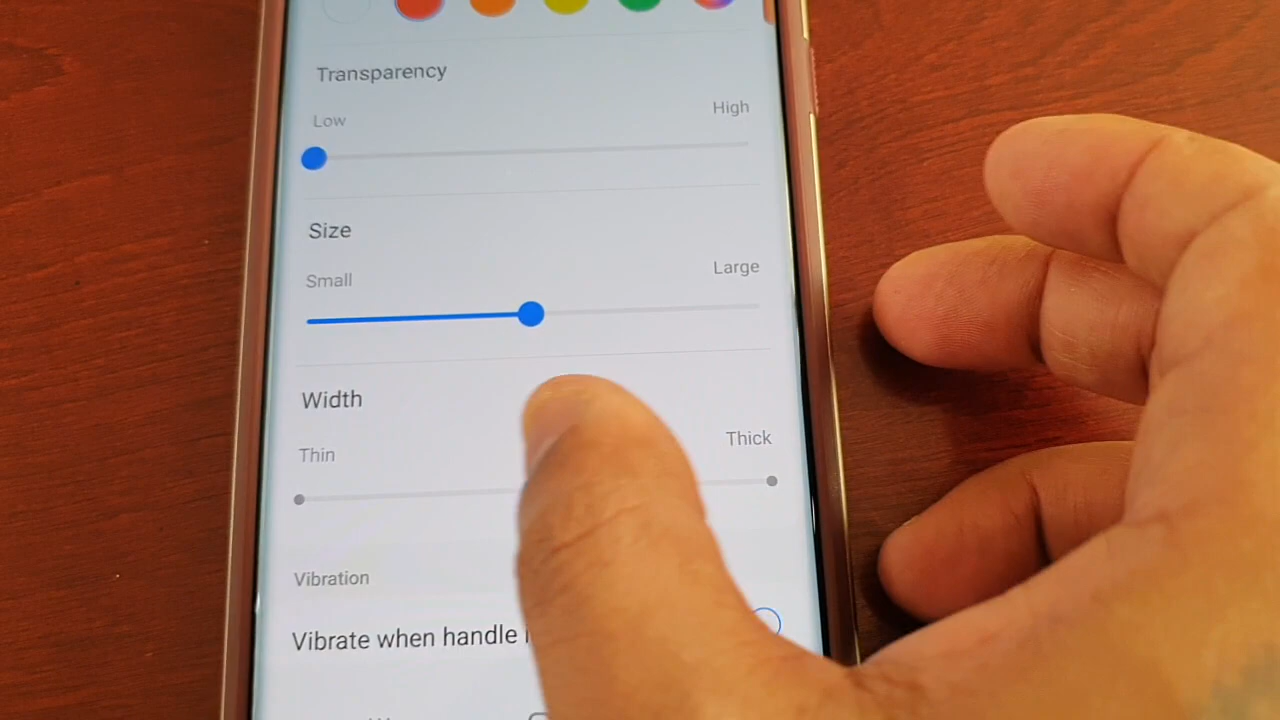 Transparency
Low
High
Size
Small
Large
Width
Thin
Thick
Vibration
Vibrate when handle